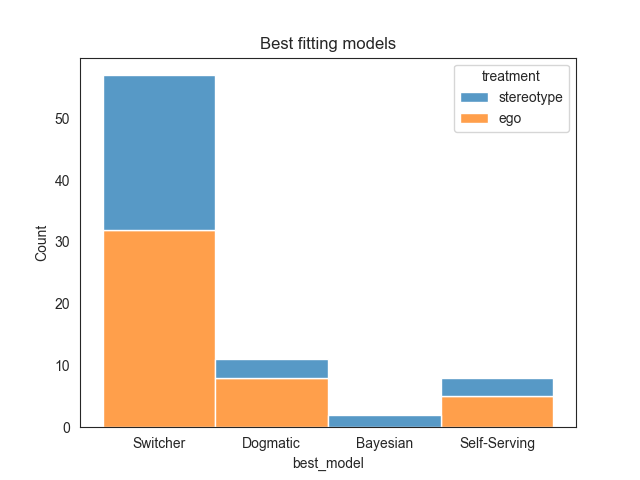 Best fitting models
treatment
stereotype
ego
Count
50
40
30
20
10
0
Switcher
Dogmatic
Bayesian
Self-Serving
best_model